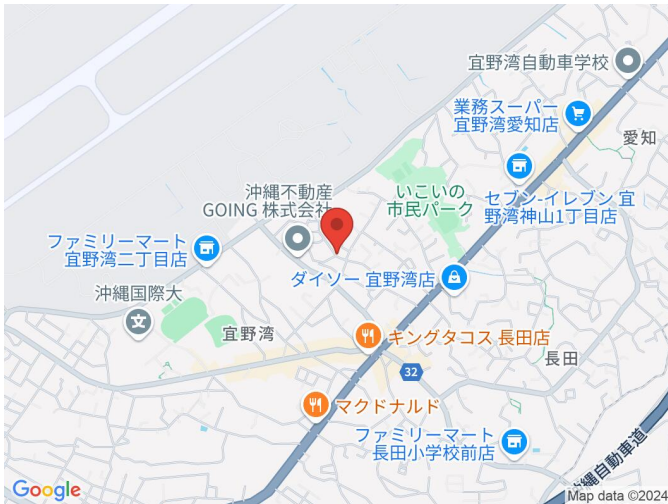 宜野湾自動車学校
業務スーパー
宜野湾愛知店
愛知
セブン-イレブン 宜
野湾神山1丁目店
いこいの
市民パーク
沖縄不動産
GOING 株式会社
ファミリーマート
宜野湾二丁目店
ダイソー 宜野湾店
沖縄国際大
文
宜野湾
キングタコス 長田店
長田
32
マクドナルド
ファミリーマート
長田小学校前店
沖縄自動車道
Google
Map data ©2024